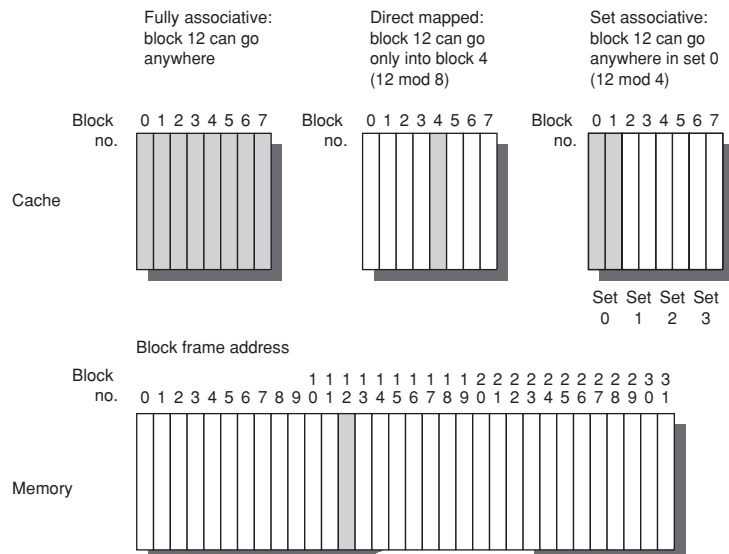 Fully associative:
block 12 can go
anywhere
Direct mapped:
block 12 can go
only into block 4
(12 mod 8)
Set associative:
block 12 can go
anywhere in set 0
(12 mod 4)
Block
no.
0 1 2 3 4 5 6 7
Block
no.
0 1 2 3 4 5 6 7
Block
no.
0 1 2 3 4 5 6 7
Cache
Set Set Set Set
0 1 2 3
Block frame address
Block
no.
1 1 1 1 1 1 1 1 1 1 2 2 2 2 2 2 2 2 2 2 3 3
0 1 2 3 4 5 6 7 8 9 0 1 2 3 4 5 6 7 8 9 0 1 2 3 4 5 6 7 8 9 0 1
Memory